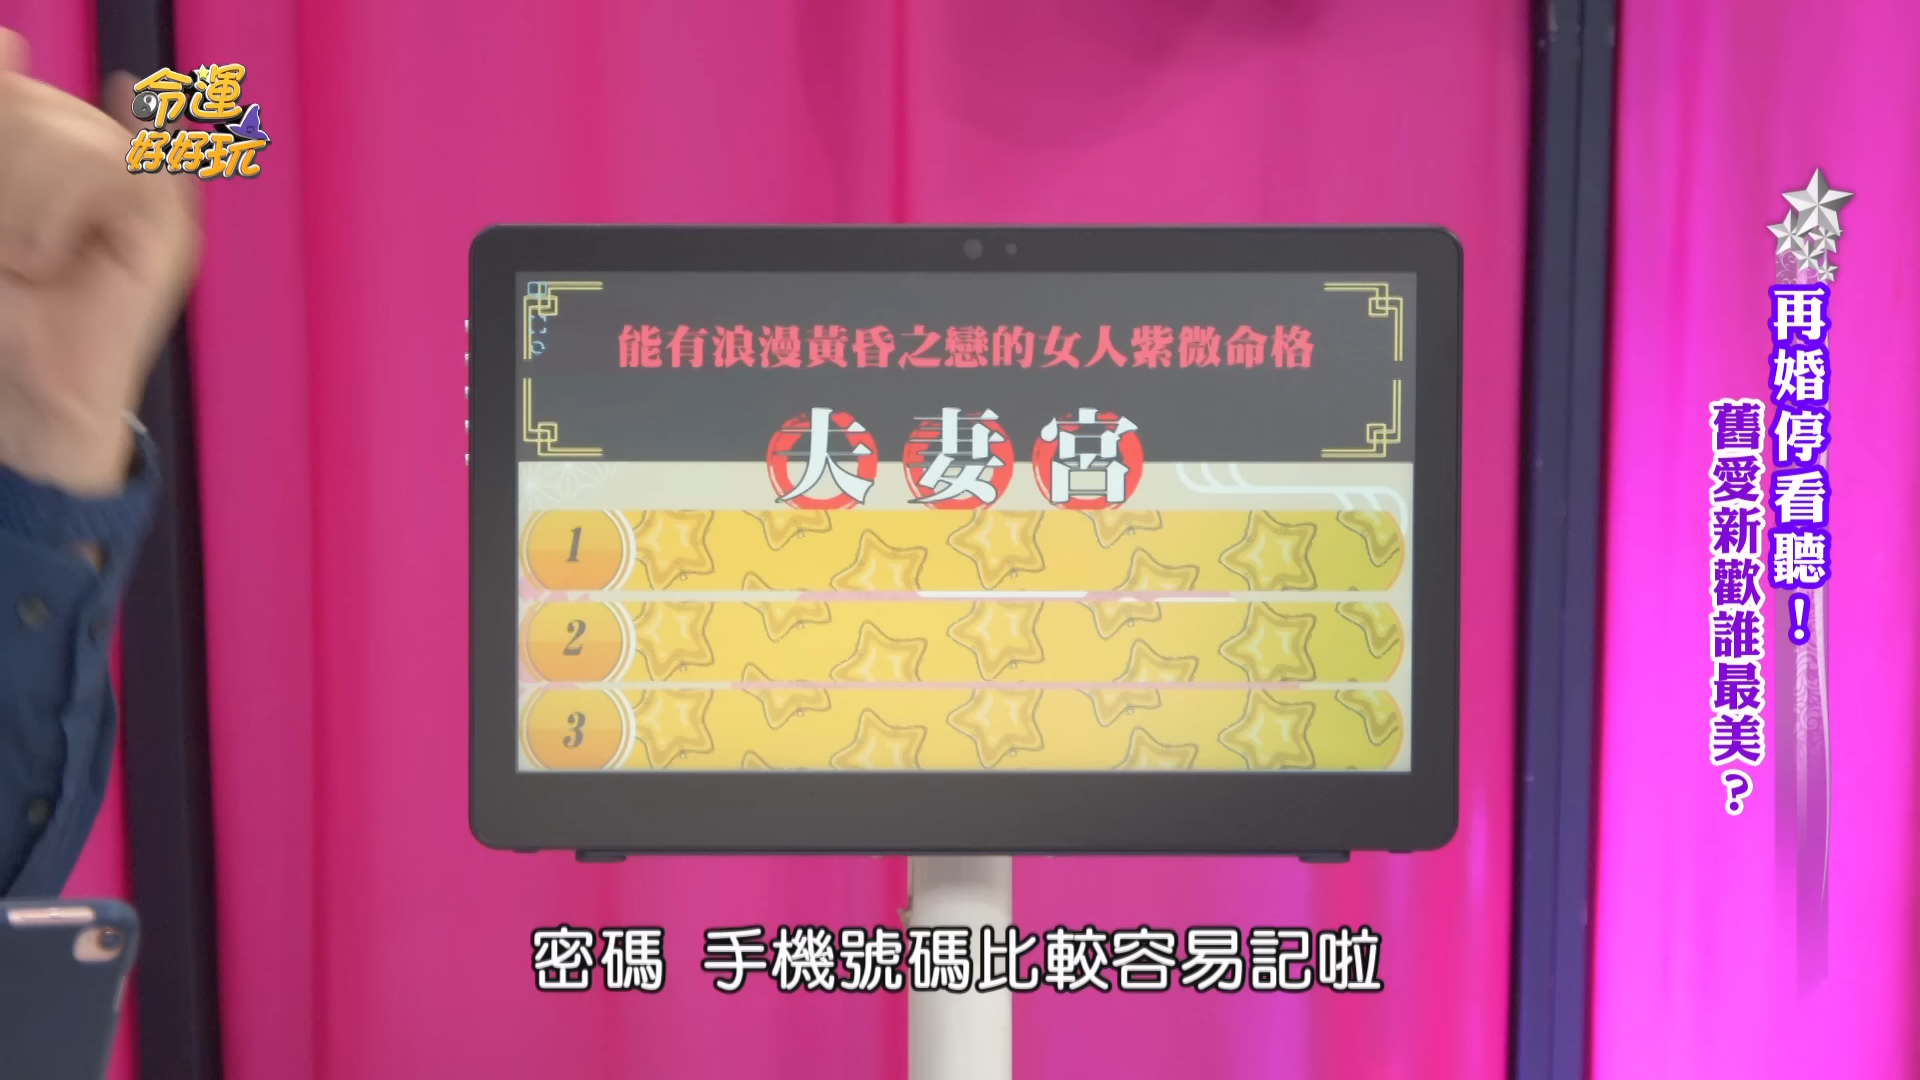 命運
好好玩
再婚停看聽!
舊愛新歡誰最美?
能有浪漫黃昏之戀的女人紫微命格
夫妻宮
1
2
3
密碼 手機號碼比較容易記啦